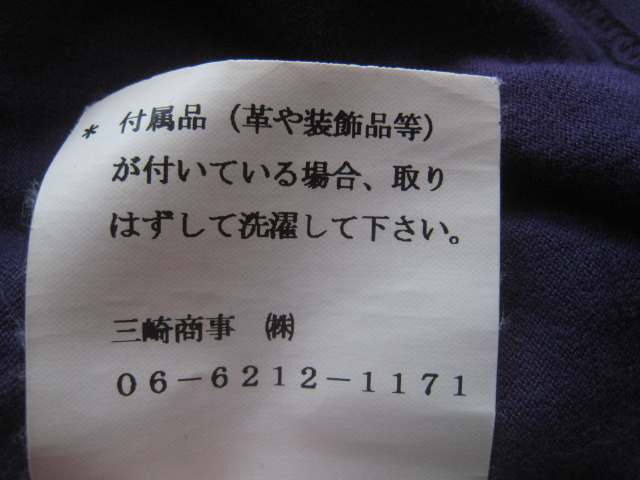 * 付属品（革や装飾品等）
が付いている場合、取り
はずして洗濯して下さい。
三崎商事 ㈱
０６－６２１２－１１７１